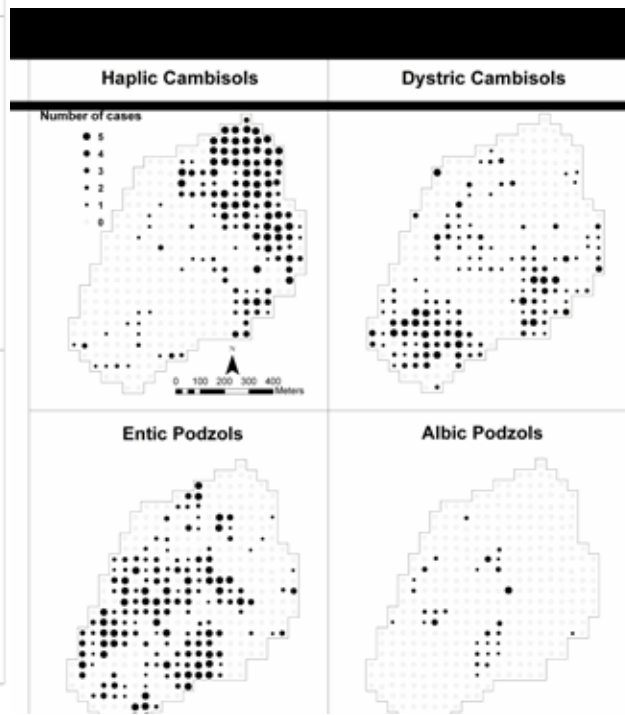 Haplic Cambisols
Dystric Cambisols
Number of cases
5
4
3
2
1
0
N
0 100 200 300 400
Meters
Entic Podzols
Albic Podzols